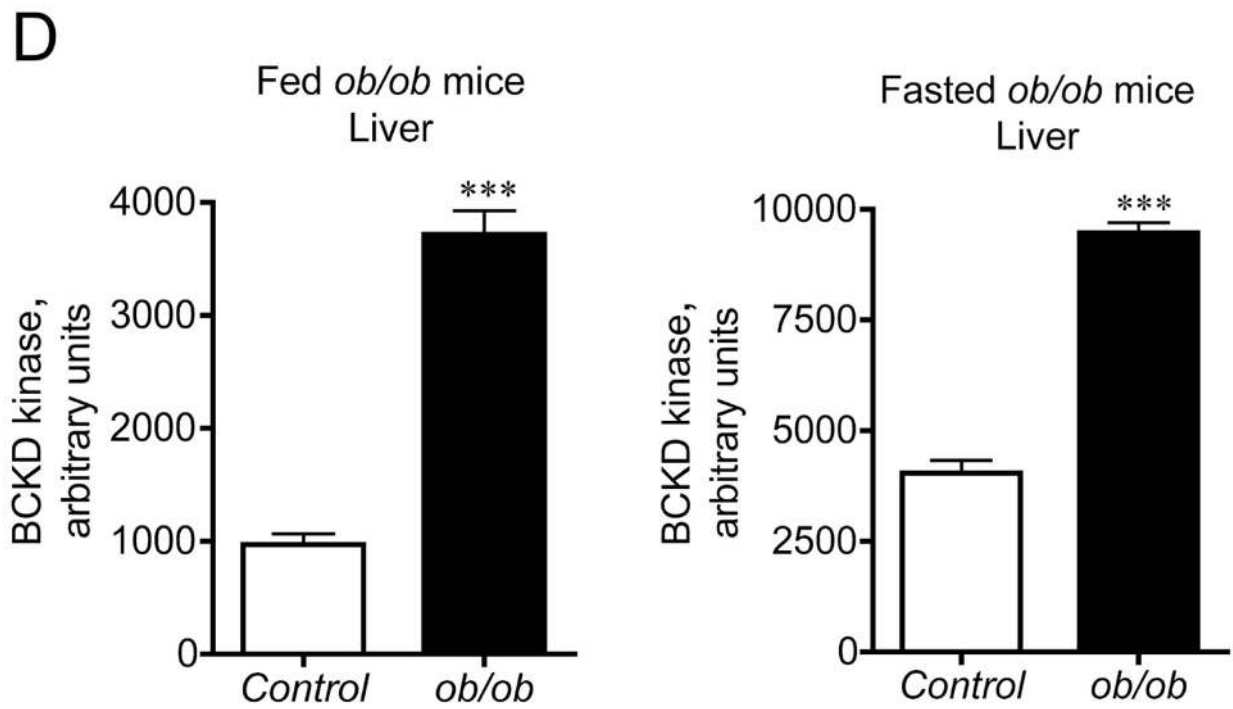 D
Fed ob/ob mice
Liver
BCKD kinase,
arbitrary units
4000
3000
2000
1000
0
***
Control
ob/ob
Fasted ob/ob mice
Liver
BCKD kinase,
arbitrary units
10000
7500
5000
2500
0
***
Control
ob/ob